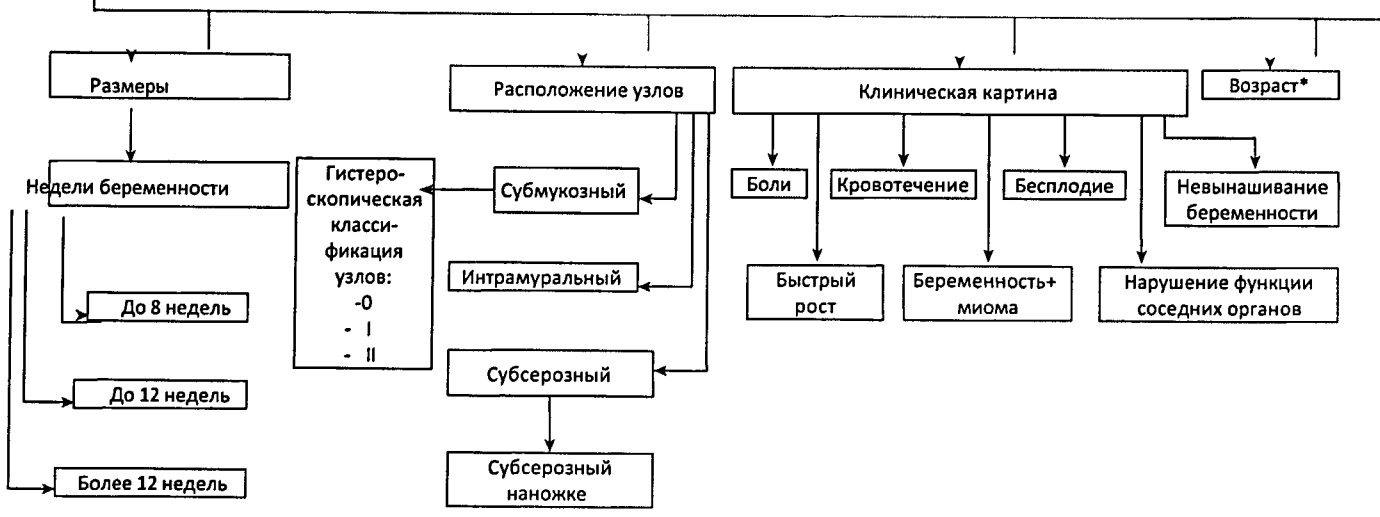 Размеры
Расположение узлов
Клиническая картина
Возраст*
Недели беременности
Гистеро-
скопическая
класси-
фикация
узлов:
-0
- I
- II
Субмукозный
Боли
Кровотечение
Бесплодие
Невынашивание
беременности
Интрамуральный
Быстрый
рост
Беременность+
миома
Нарушение функции
соседних органов
До 8 недель
Субсерозный
До 12 недель
Субсерозный
наножке
Более 12 недель